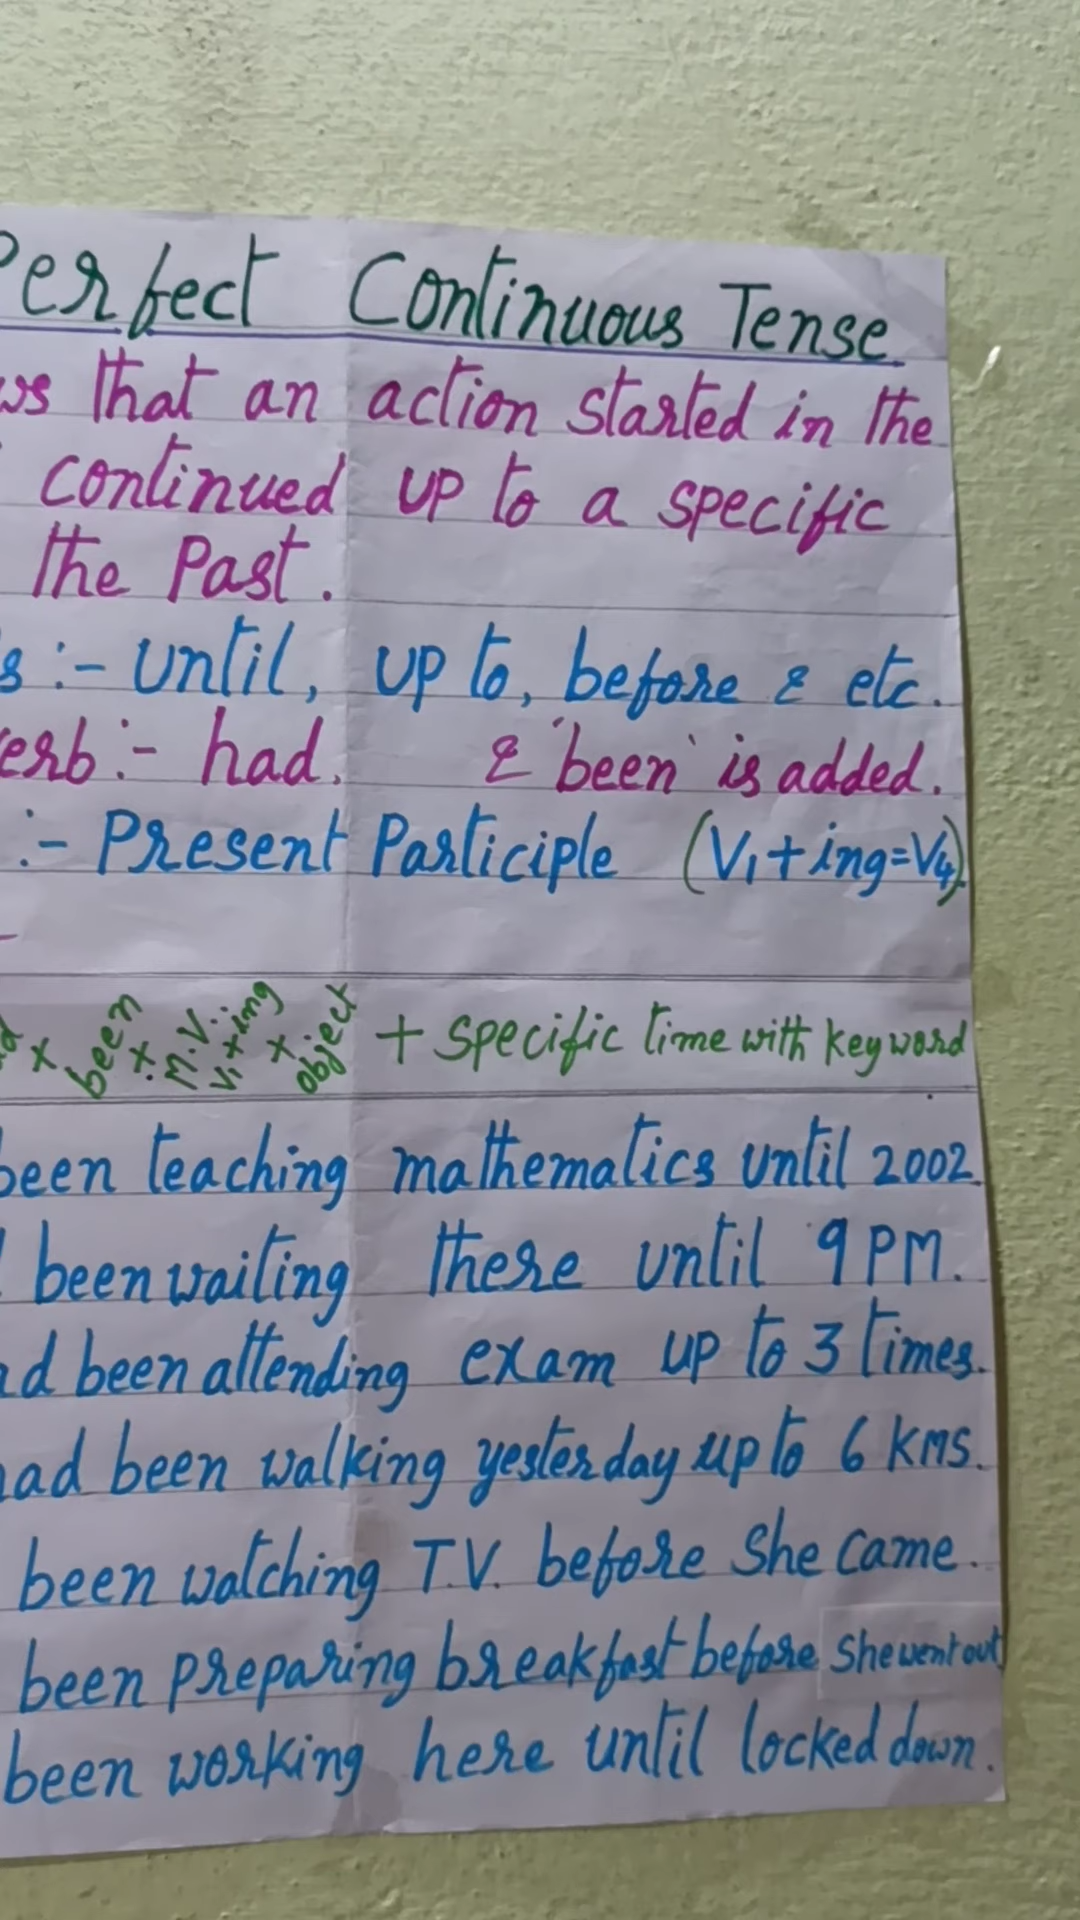 Perfect Continuous Tense
ws that an action started in the
continued up to a specific
the Past.
s :- until, up to, before & etc.
erb :- had. & 'been' is added.
:- Present Participle (V1+ing=V4)
x been x M.V. V1 x ing x object + specific time with keyword
been teaching mathematics until 2002
been waiting there until 9 PM.
ad been attending exam up to 3 times.
had been walking yesterday up to 6 KMS.
been watching T.V. before she came.
been preparing breakfast before she went out
been working here until locked down.